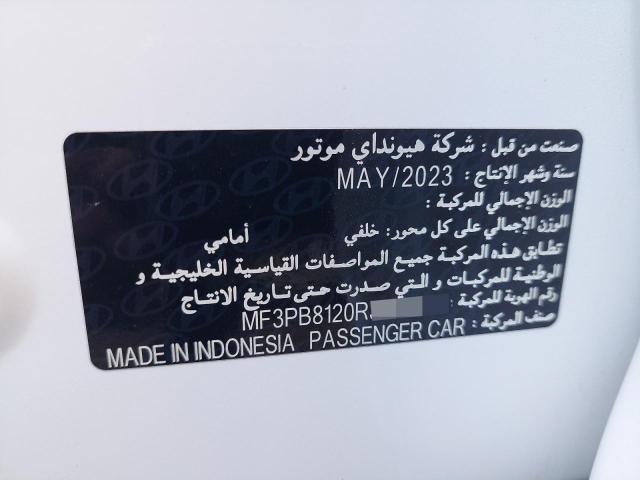 صنعت من قبل : شركة هيونداي موتور
سنة وشهر الإنتاج : MAY/2023
الوزن الإجمالي للمركبة :
الوزن الإجمالي على كل محور: خلفي أمامي
تطابق هذه المركبة جميع المواصفات القياسية الخليجية و
الوطنية للمركبات و التي صدرت حتى تاريخ الانتاج
رقم الهوية للمركبة : MF3PB8120R
صنف المركبة : PASSENGER CAR MADE IN INDONESIA